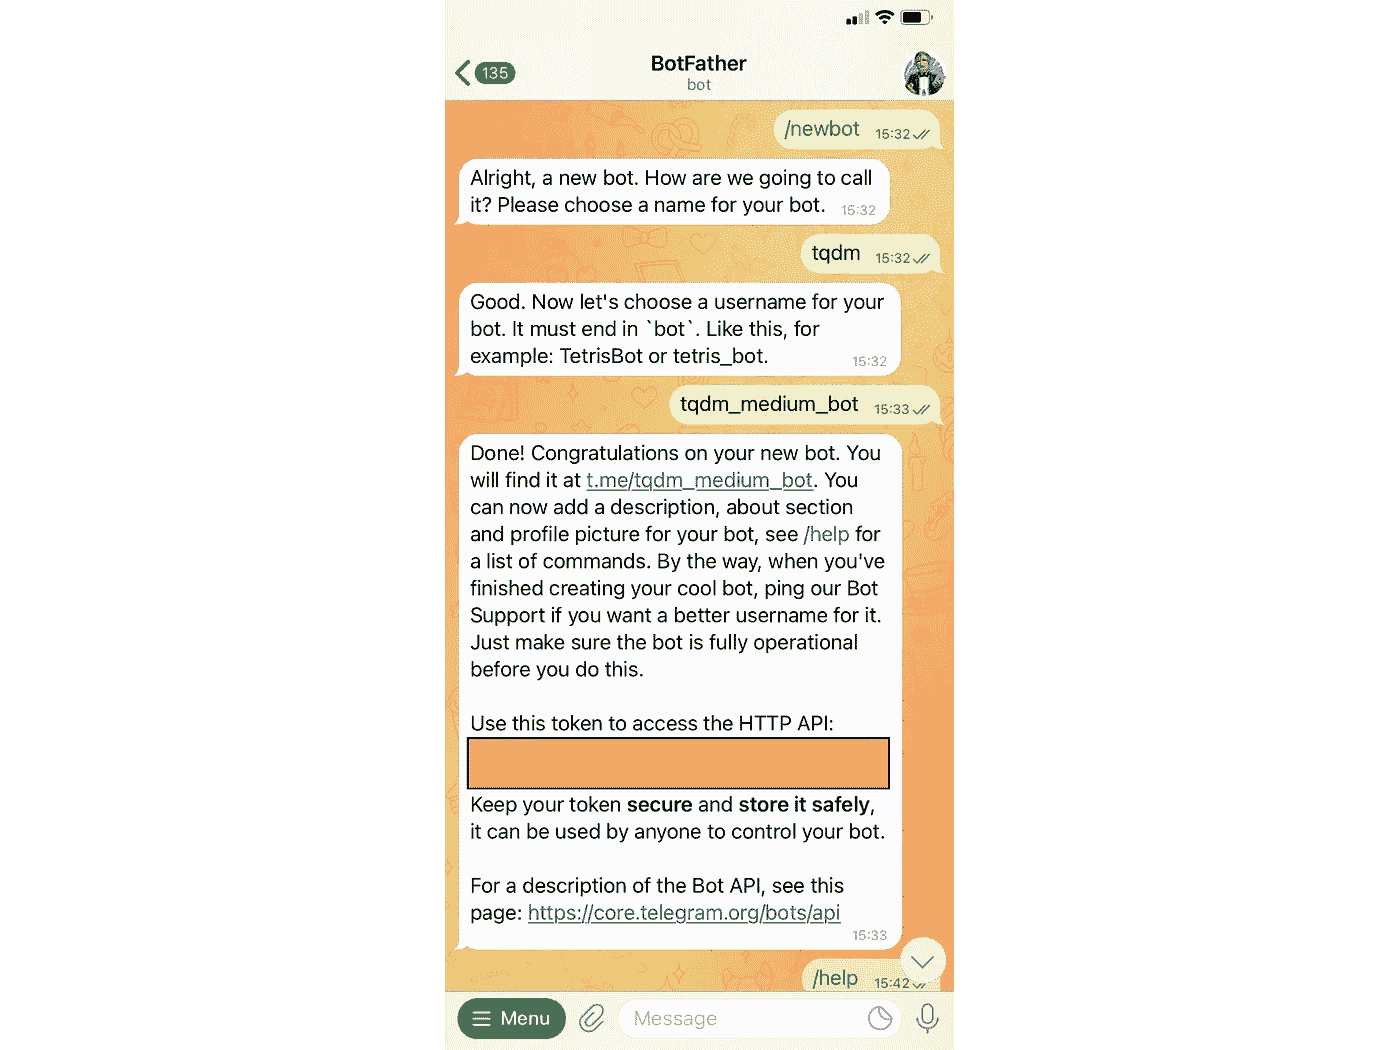 135
BotFather
bot
/newbot 15:32
Alright, a new bot. How are we going to call
it? Please choose a name for your bot. 15:32
tqdm 15:32
Good. Now let's choose a username for your
bot. It must end in `bot`. Like this, for
example: TetrisBot or tetris_bot. 15:32
tqdm_medium_bot 15:33
Done! Congratulations on your new bot. You
will find it at t.me/tqdm_medium_bot. You
can now add a description, about section
and profile picture for your bot, see /help for
a list of commands. By the way, when you've
finished creating your cool bot, ping our Bot
Support if you want a better username for it.
Just make sure the bot is fully operational
before you do this.
Use this token to access the HTTP API:
Keep your token secure and store it safely,
it can be used by anyone to control your bot.
For a description of the Bot API, see this
page: https://core.telegram.org/bots/api
15:33
/help 15:42
Menu
Message